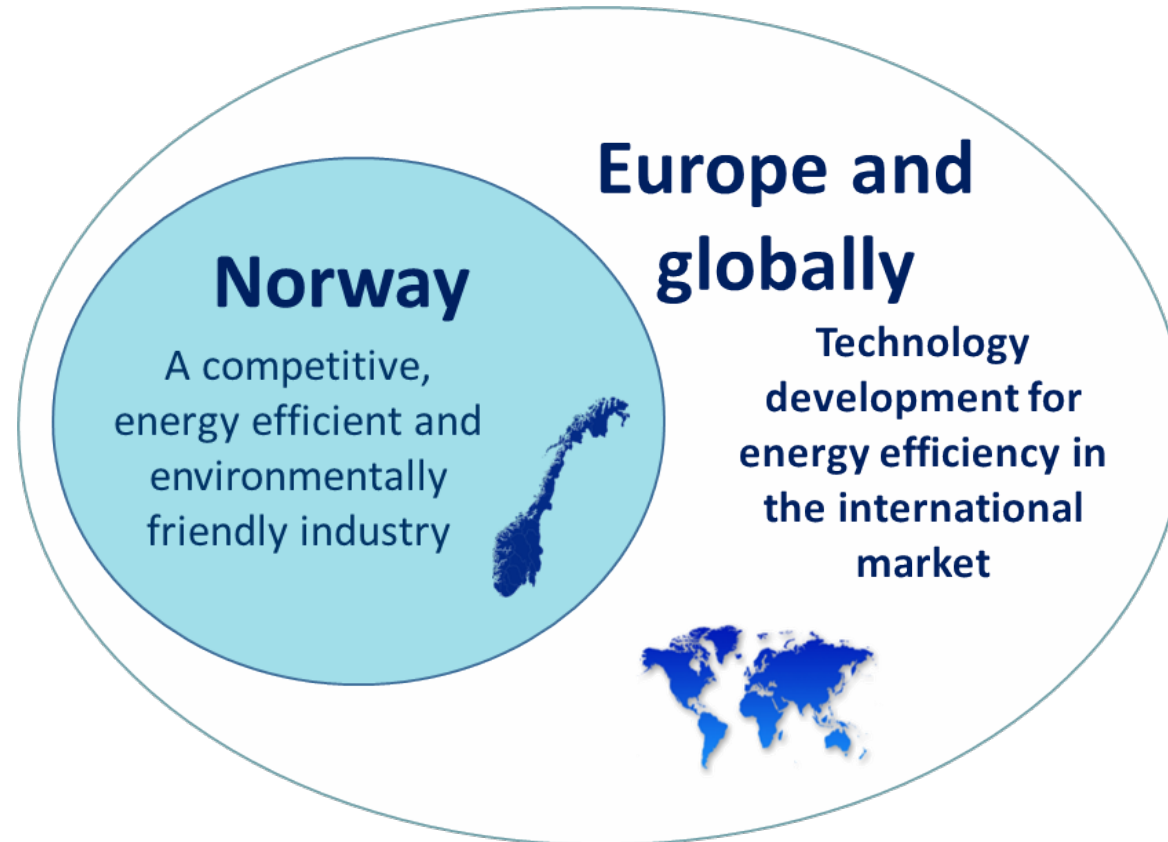 Norway
A competitive,
energy efficient and
environmentally
friendly industry
Europe and
globally
Technology
development for
energy efficiency in
the international
market